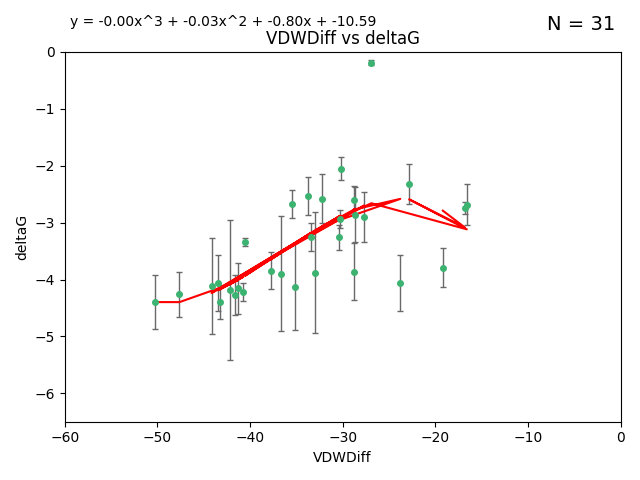 y = -0.00x^3 + -0.03x^2 + -0.80x + -10.59
N = 31
VDWDiff vs deltaG
0
−1
−2
−3
−4
−5
−6
deltaG
−60 −50 −40 −30 −20 −10 0
VDWDiff